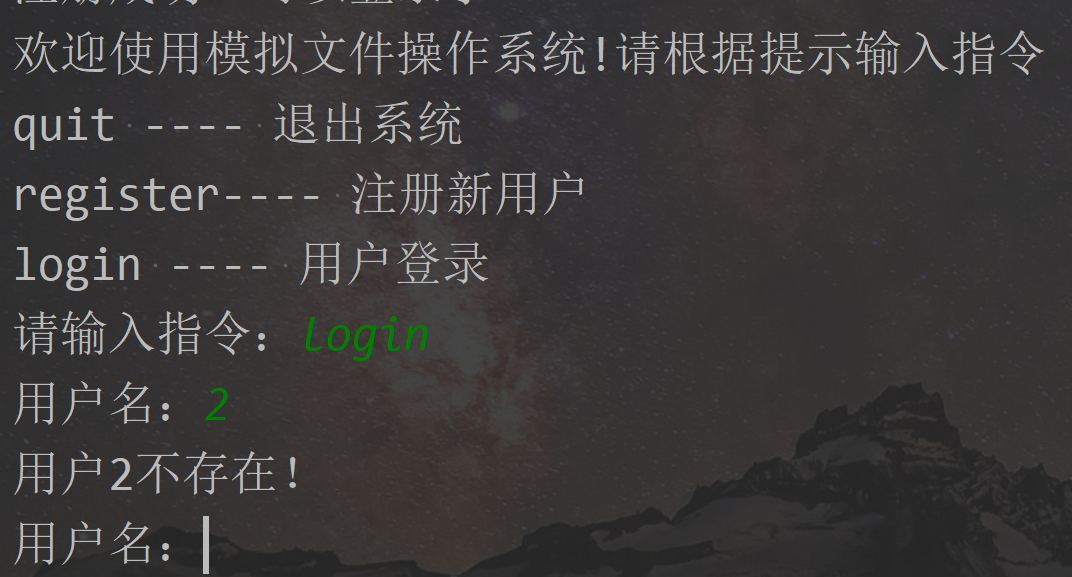 欢迎使用模拟文件操作系统!请根据提示输入指令
quit ---- 退出系统
register---- 注册新用户
login ---- 用户登录
请输入指令：login
用户名：2
用户2不存在！
用户名：